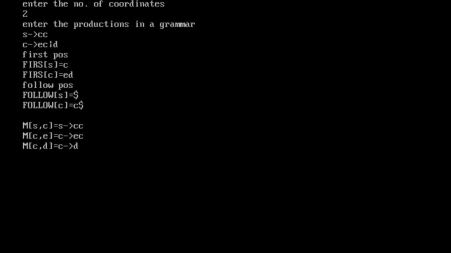 enter the no. of coordinates
2
enter the productions in a grammar
s->cc
c->ec|d
first pos
FIRS[s]=c
FIRS[c]=ed
follow pos
FOLLOW[s]=$
FOLLOW[c]=c$
M[s,c]=s->cc
M[c,e]=c->ec
M[c,d]=c->d